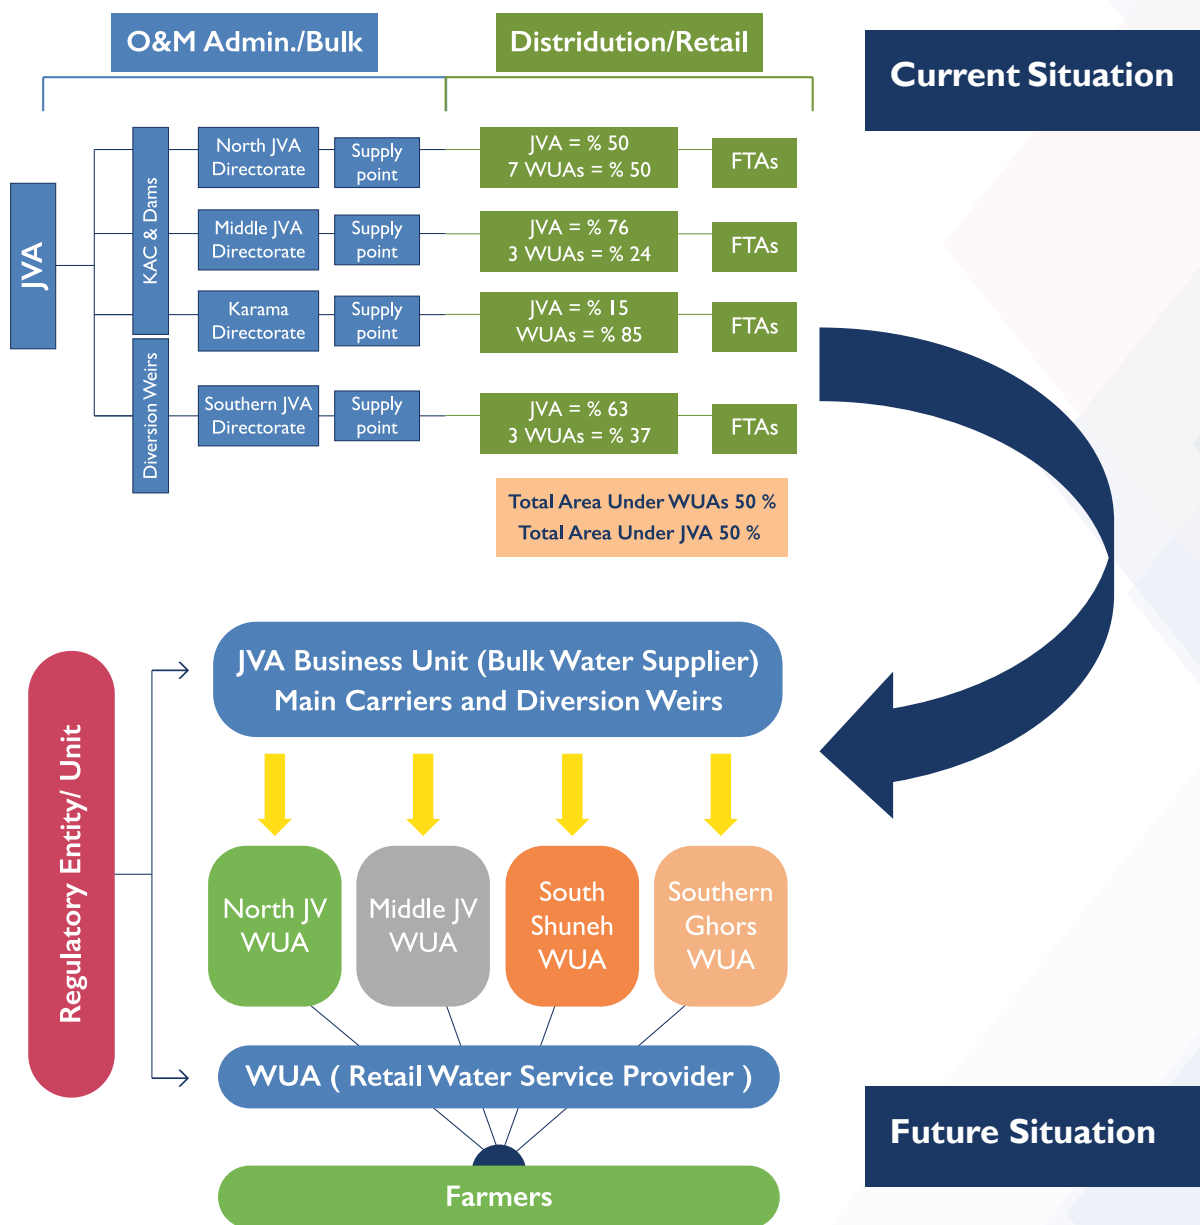 O&M Admin./Bulk
Distridution/Retail
Current Situation
JVA
KAC & Dams
Diversion Weirs
North JVA
Directorate
Supply
point
JVA = % 50
7 WUAs = % 50
FTAs
Middle JVA
Directorate
Supply
point
JVA = % 76
3 WUAs = % 24
FTAs
Karama
Directorate
Supply
point
JVA = % 15
WUAs = % 85
FTAs
Southern JVA
Directorate
Supply
point
JVA = % 63
3 WUAs = % 37
FTAs
Total Area Under WUAs 50 %
Total Area Under JVA 50 %
Regulatory Entity/ Unit
JVA Business Unit (Bulk Water Supplier)
Main Carriers and Diversion Weirs
North JV
WUA
Middle JV
WUA
South
Shuneh
WUA
Southern
Ghors
WUA
WUA ( Retail Water Service Provider )
Farmers
Future Situation